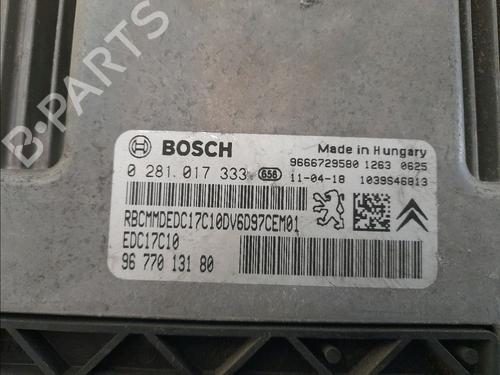 B-Parts
BOSCH
Made in Hungary
0 281 017 333 656
9666729580 1263 0625
11-04-18 1039S46813
RBCMMDEDC17C10DV6D97CEM01
EDC17C10
96 770 131 80